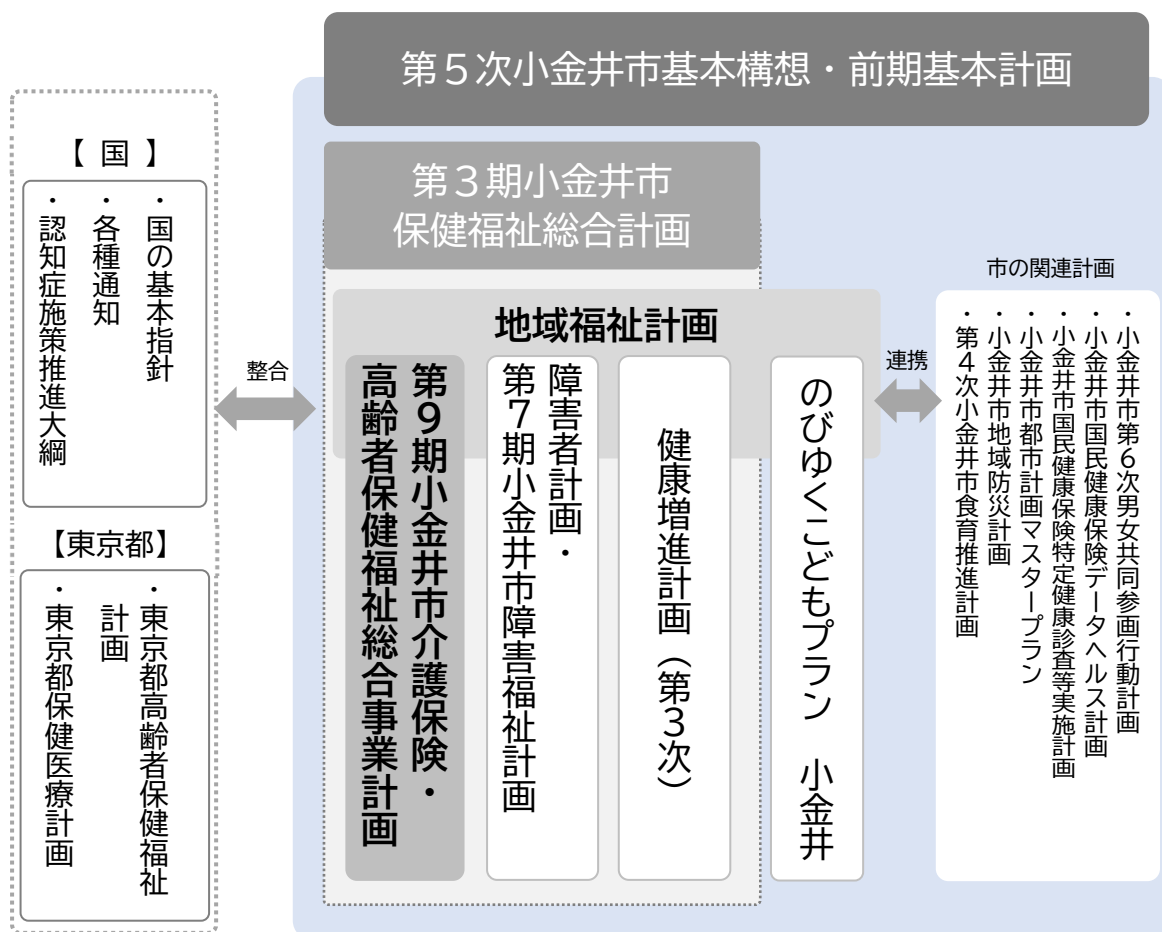 第５次小金井市基本構想・前期基本計画
【 国 】
・国の基本指針
・各種通知
・認知症施策推進大綱
【東京都】
・東京都高齢者保健福祉
計画
・東京都保健医療計画
整合
第３期小金井市
保健福祉総合計画
地域福祉計画
第９期小金井市介護保険・
高齢者保健福祉総合事業計画
障害者計画・
第７期小金井市障害福祉計画
健康増進計画（第３次）
のびゆくこどもプラン 小金井
連携
市の関連計画
・小金井市第６次男女共同参画行動計画
・小金井市国民健康保険データヘルス計画
・小金井市国民健康保険特定健康診査等実施計画
・小金井市都市計画マスタープラン
・小金井市地域防災計画
・第４次小金井市食育推進計画